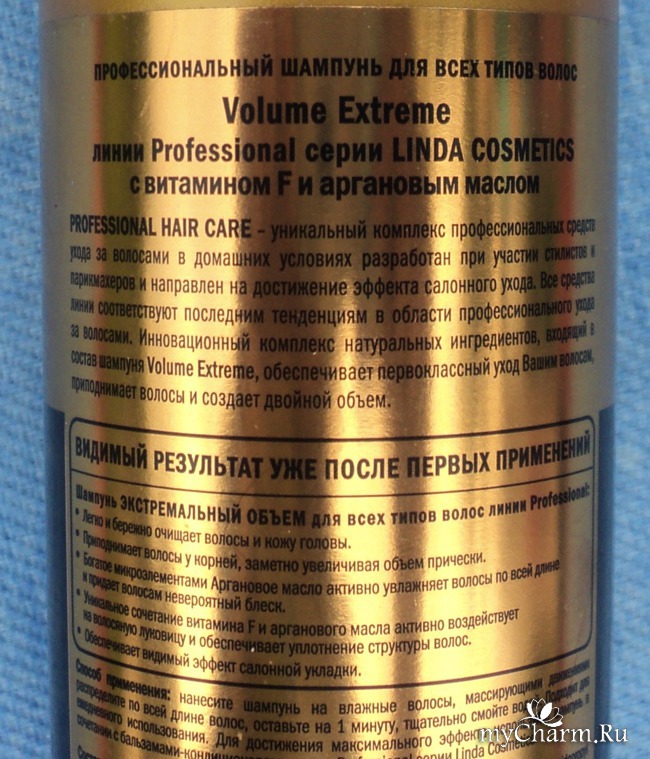 ПРОФЕССИОНАЛЬНЫЙ ШАМПУНЬ ДЛЯ ВСЕХ ТИПОВ ВОЛОС
Volume Extreme
линии Professional серии LINDA COSMETICS
с витамином F и аргановым маслом
PROFESSIONAL HAIR CARE – уникальный комплекс профессиональных средств
ухода за волосами в домашних условиях разработан при участии стилистов и
парикмахеров и направлен на достижение эффекта салонного ухода. Все средства
линии соответствуют последним тенденциям в области профессионального ухода
за волосами. Инновационный комплекс натуральных ингредиентов, входящий в
состав шампуня Volume Extreme, обеспечивает первоклассный уход Вашим волосам,
приподнимает волосы и создает двойной объем.
ВИДИМЫЙ РЕЗУЛЬТАТ УЖЕ ПОСЛЕ ПЕРВЫХ ПРИМЕНЕНИЙ
Шампунь ЭКСТРЕМАЛЬНЫЙ ОБЪЕМ для всех типов волос линии Professional:
• Легко и бережно очищает волосы и кожу головы.
• Приподнимает волосы у корней, заметно увеличивая объем прически.
• Богатое микроэлементами Аргановое масло активно увлажняет волосы по всей длине
и придает волосам невероятный блеск.
• Уникальное сочетание витамина F и арганового масла активно воздействует
на волосяную луковицу и обеспечивает уплотнение структуры волос.
• Обеспечивает видимый эффект салонной укладки.
Способ применения: нанесите шампунь на влажные волосы, массирующими движениями
распределите по всей длине волос, оставьте на 1 минуту, тщательно смойте водой. Подходит для
ежедневного использования. Для достижения максимального эффекта шампунь в
сочетании с бальзамами серии Linda Cosmetics
myCharm.Ru